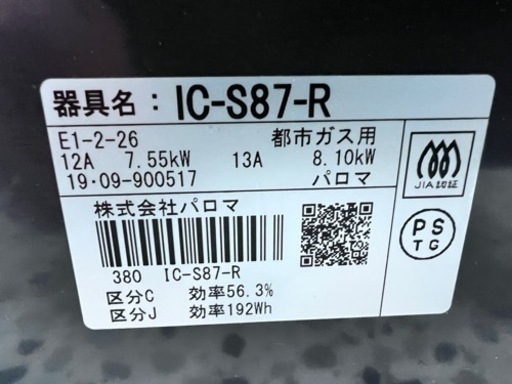 器具名: IC-S87-R
E1-2-26 都市ガス用
12A 7.55kW 13A 8.10kW
19・09-900517 パロマ
JIA認証
株式会社パロマ
PS
TG
380 IC-S87-R
区分C 効率56.3%
区分J 効率192Wh